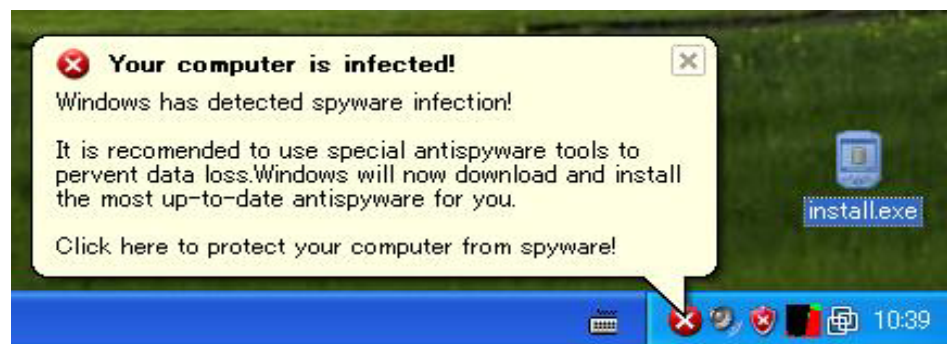 Your computer is infected!
Windows has detected spyware infection!
It is recomended to use special antispyware tools to
pervent data loss.Windows will now download and install
the most up-to-date antispyware for you.
Click here to protect your computer from spyware!
install.exe
10:39